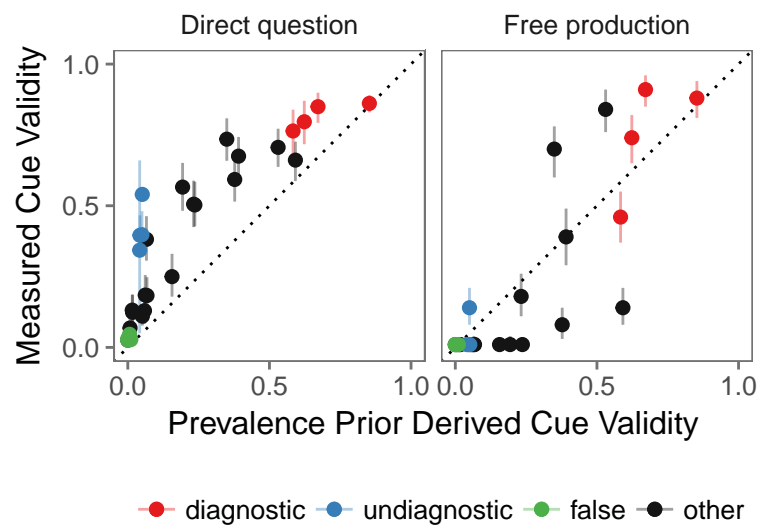 Direct question Free production
Measured Cue Validity
1.0
0.5
0.0
0.0 0.5 1.0 0.0 0.5 1.0
Prevalence Prior Derived Cue Validity
diagnostic undiagnostic false other